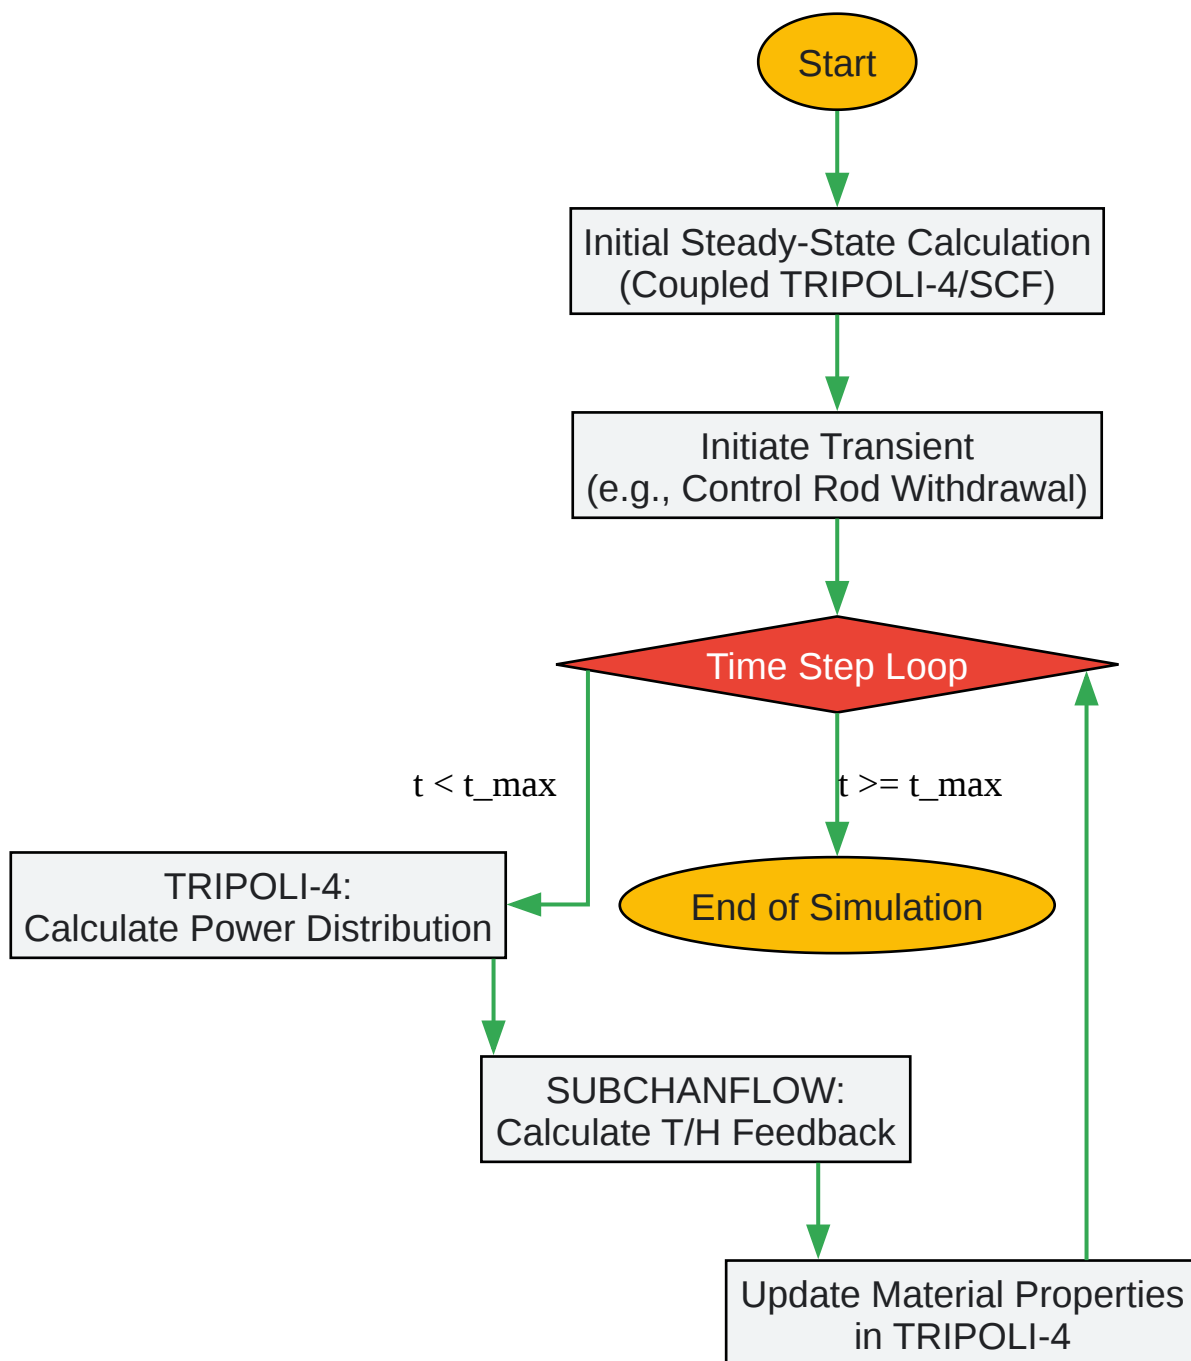 Start
Initial Steady-State Calculation
(Coupled TRIPOLI-4/SCF)
Initiate Transient
(e.g., Control Rod Withdrawal)
Time Step Loop
t < t_max
t >= t_max
TRIPOLI-4:
Calculate Power Distribution
End of Simulation
SUBCHANFLOW:
Calculate T/H Feedback
Update Material Properties
in TRIPOLI-4